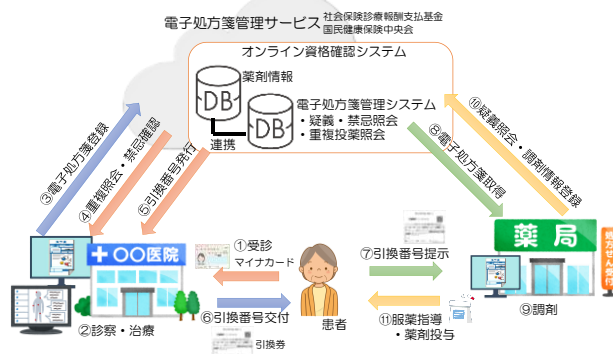 電子処方箋管理サービス
社会保険診療報酬支払基金
国民健康保険中央会
オンライン資格確認システム
薬剤情報
DB
DB
連携
電子処方箋管理システム
・疑義・禁忌照会
・重複投薬照会
③電子処方箋登録
④重複照会・禁忌確認
⑤引換番号発行
⑧電子処方箋取得
⑩疑義照会・調剤情報登録
〇〇医院
②診察・治療
①受診
マイナカード
⑥引換番号交付
引換券
患者
⑦引換番号提示
⑪服薬指導
・薬剤投与
薬局
処方せん受付
⑨調剤